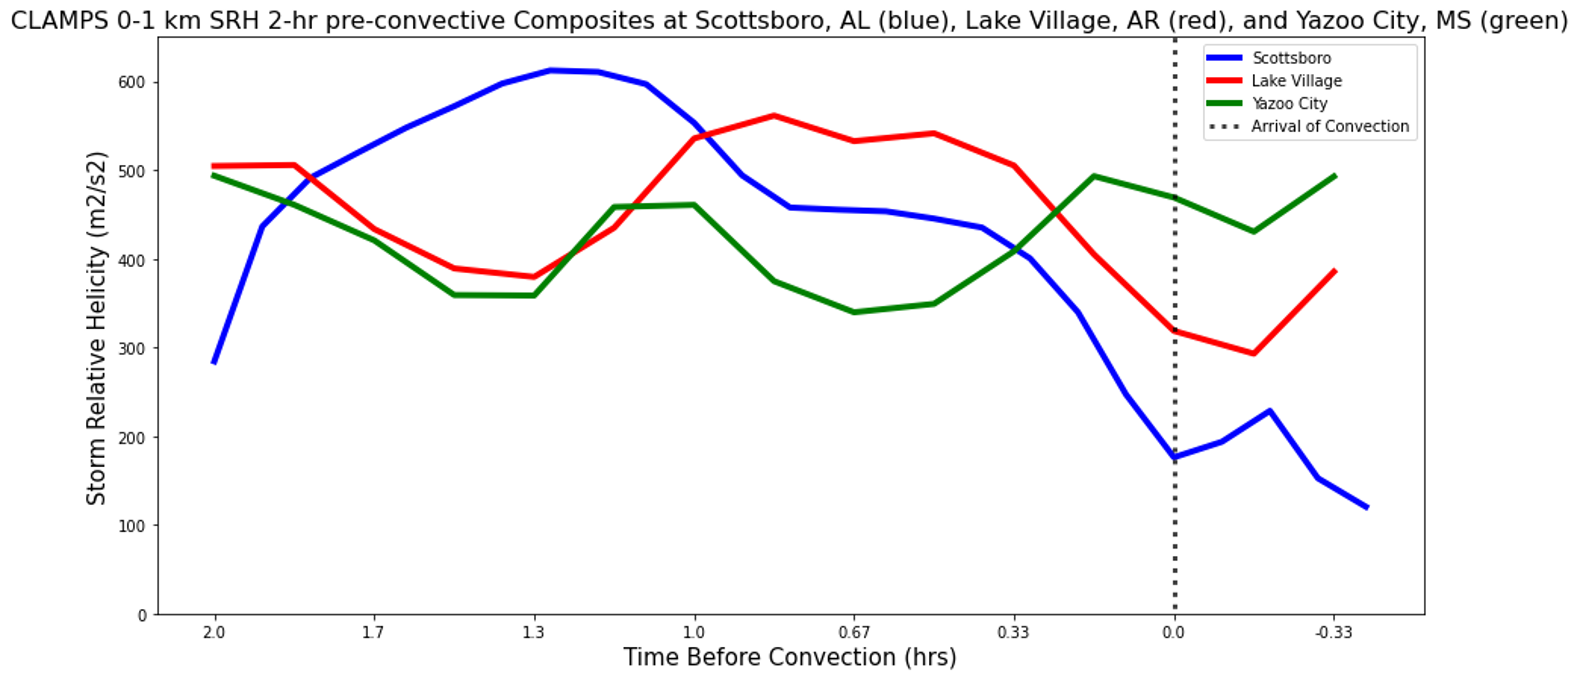 CLAMPS 0-1 km SRH 2-hr pre-convective Composites at Scottsboro, AL (blue), Lake Village, AR (red), and Yazoo City, MS (green)
Scottsboro
Lake Village
Yazoo City
Arrival of Convection
Storm Relative Helicity (m2/s2)
600
500
400
300
200
100
0
2.0 1.7 1.3 1.0 0.67 0.33 0.0 -0.33
Time Before Convection (hrs)